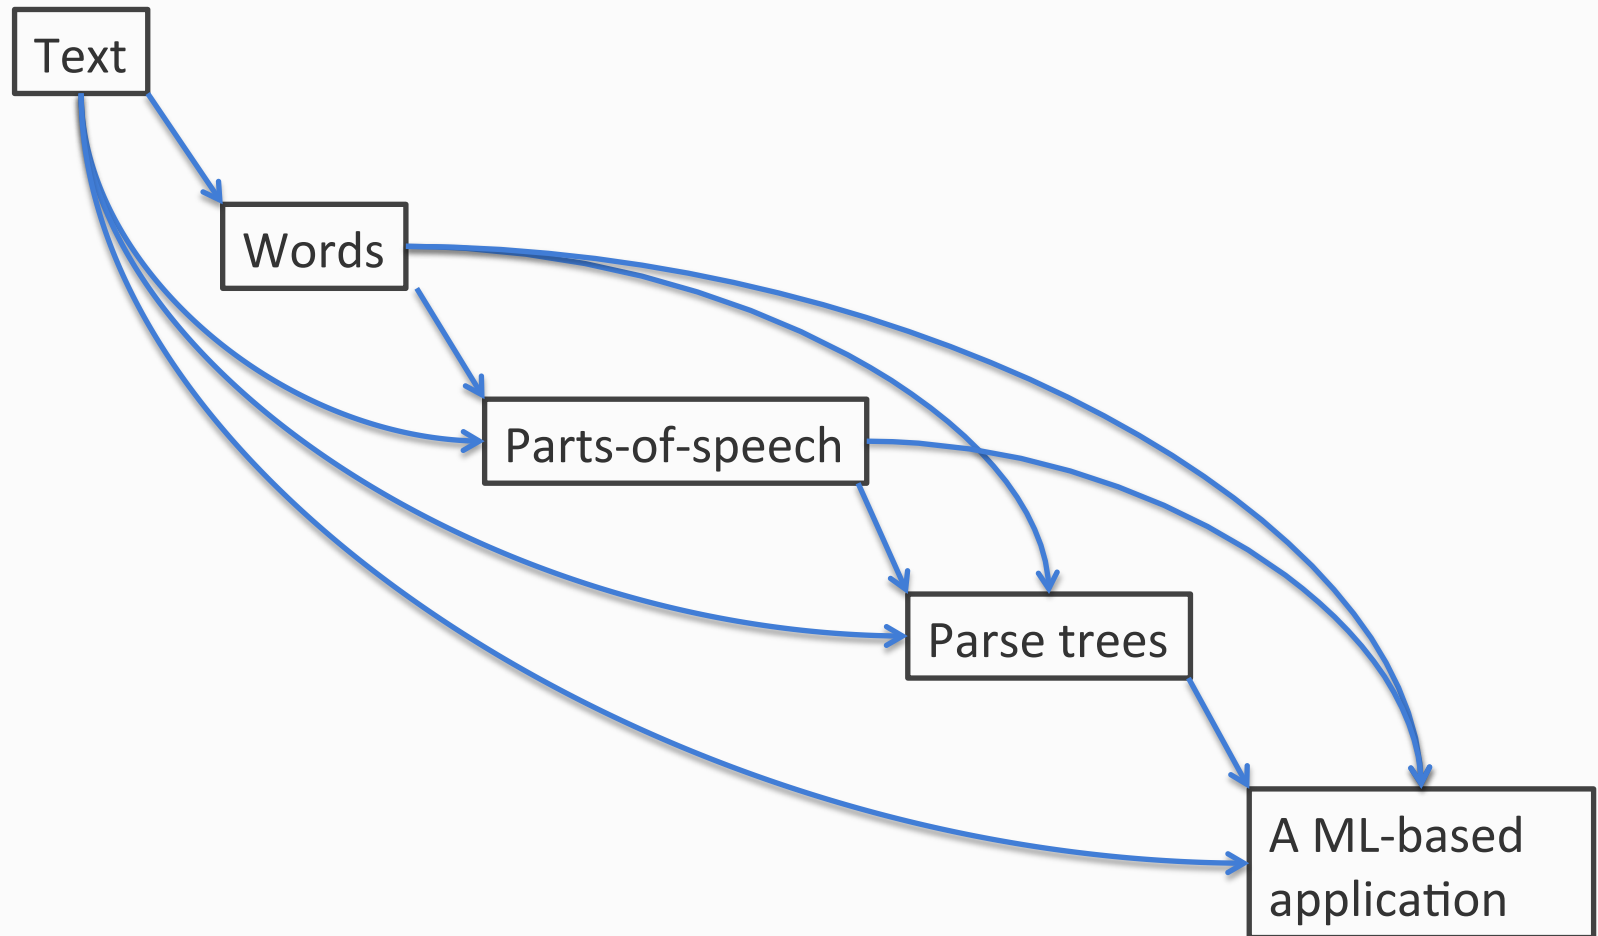 Text
Words
Parts-of-speech
Parse trees
A ML-based
application